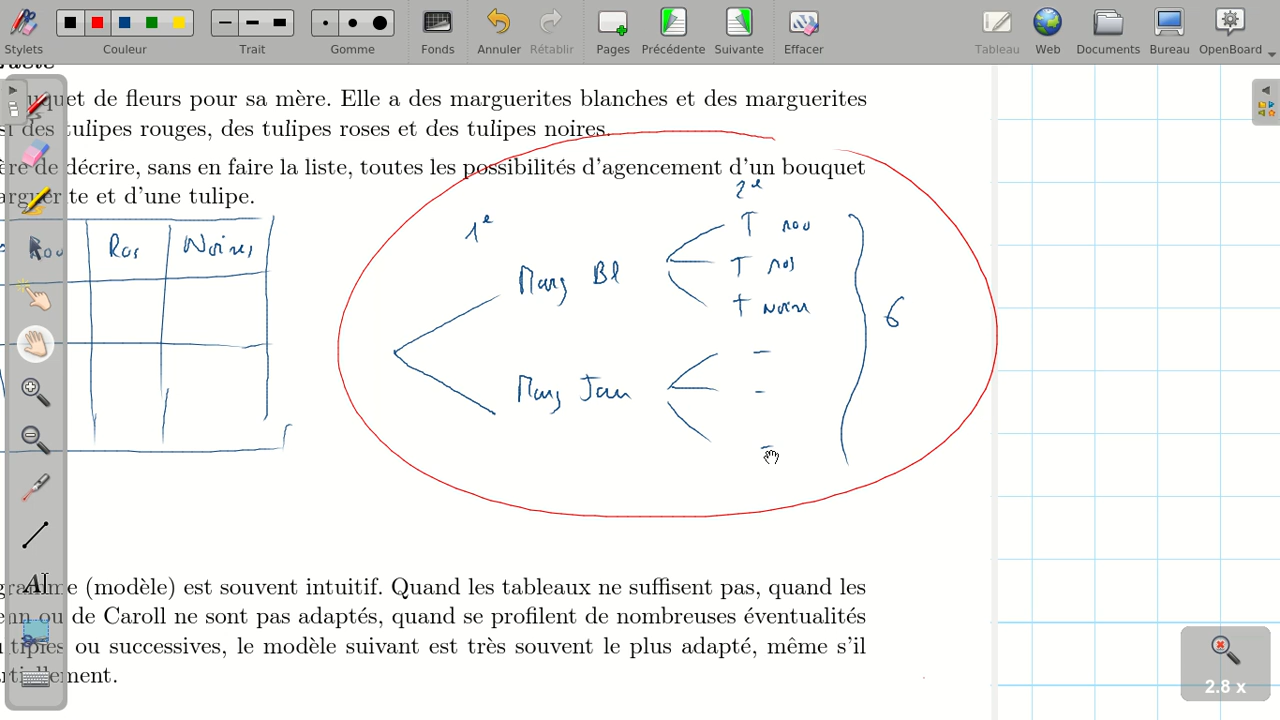 Stylets Couleur Trait Gomme Fonds Annuler Rétablir Pages Précédente Suivante Effacer Tableau Web Documents Bureau OpenBoard
uquet de fleurs pour sa mère. Elle a des marguerites blanches et des marguerites
si des tulipes rouges, des tulipes roses et des tulipes noires.
ère de décrire, sans en faire la liste, toutes les possibilités d'agencement d'un bouquet
arguerite et d'une tulipe.
Rou Ros Noires
1e 2e
Marg Bl
T rou
T ros
T noire
6
Marg Jau
-
-
-
gramme (modèle) est souvent intuitif. Quand les tableaux ne suffisent pas, quand les
enn ou de Caroll ne sont pas adaptés, quand se profilent de nombreuses éventualités
ltiples ou successives, le modèle suivant est très souvent le plus adapté, même s'il
artiellement.
2.8 x